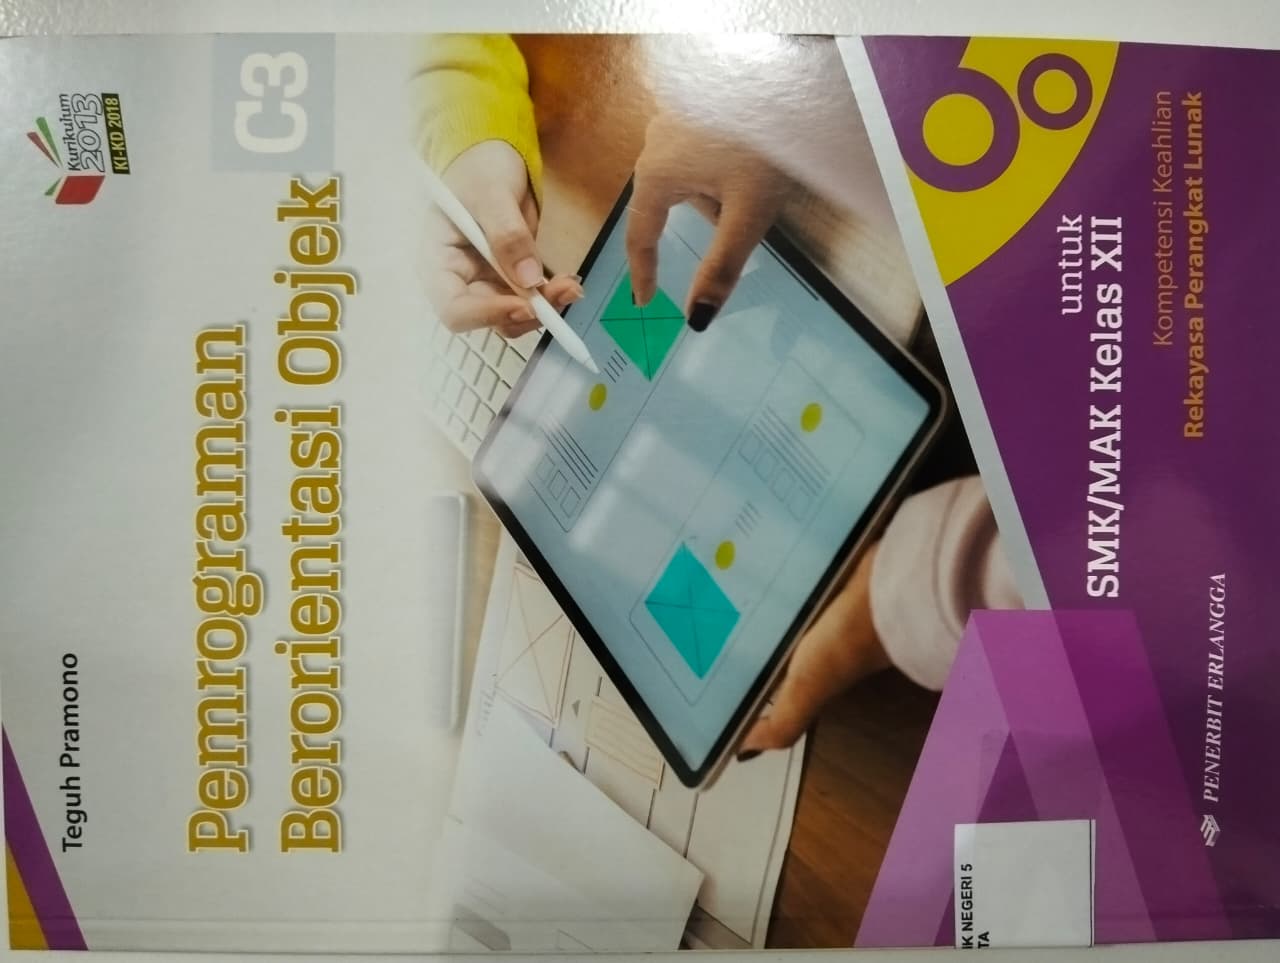 Teguh Pramono
Kurikulum
2013
KI-KD 2018
Pemrograman
Berorientasi Objek
C3
IK NEGERI 5
TA
untuk
SMK/MAK Kelas XII
Kompetensi Keahlian
Rekayasa Perangkat Lunak
PENERBIT ERLANGGA